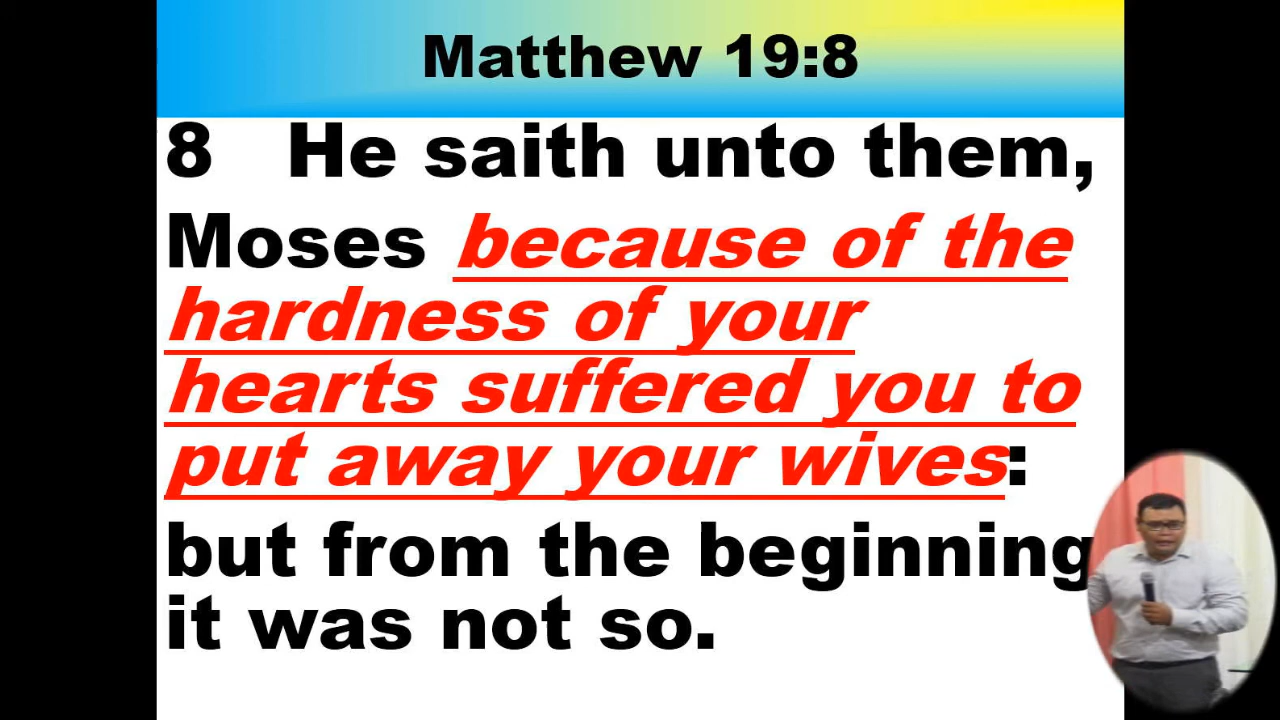 Matthew 19:8
8 He saith unto them,
Moses because of the
hardness of your
hearts suffered you to
put away your wives:
but from the beginning
it was not so.